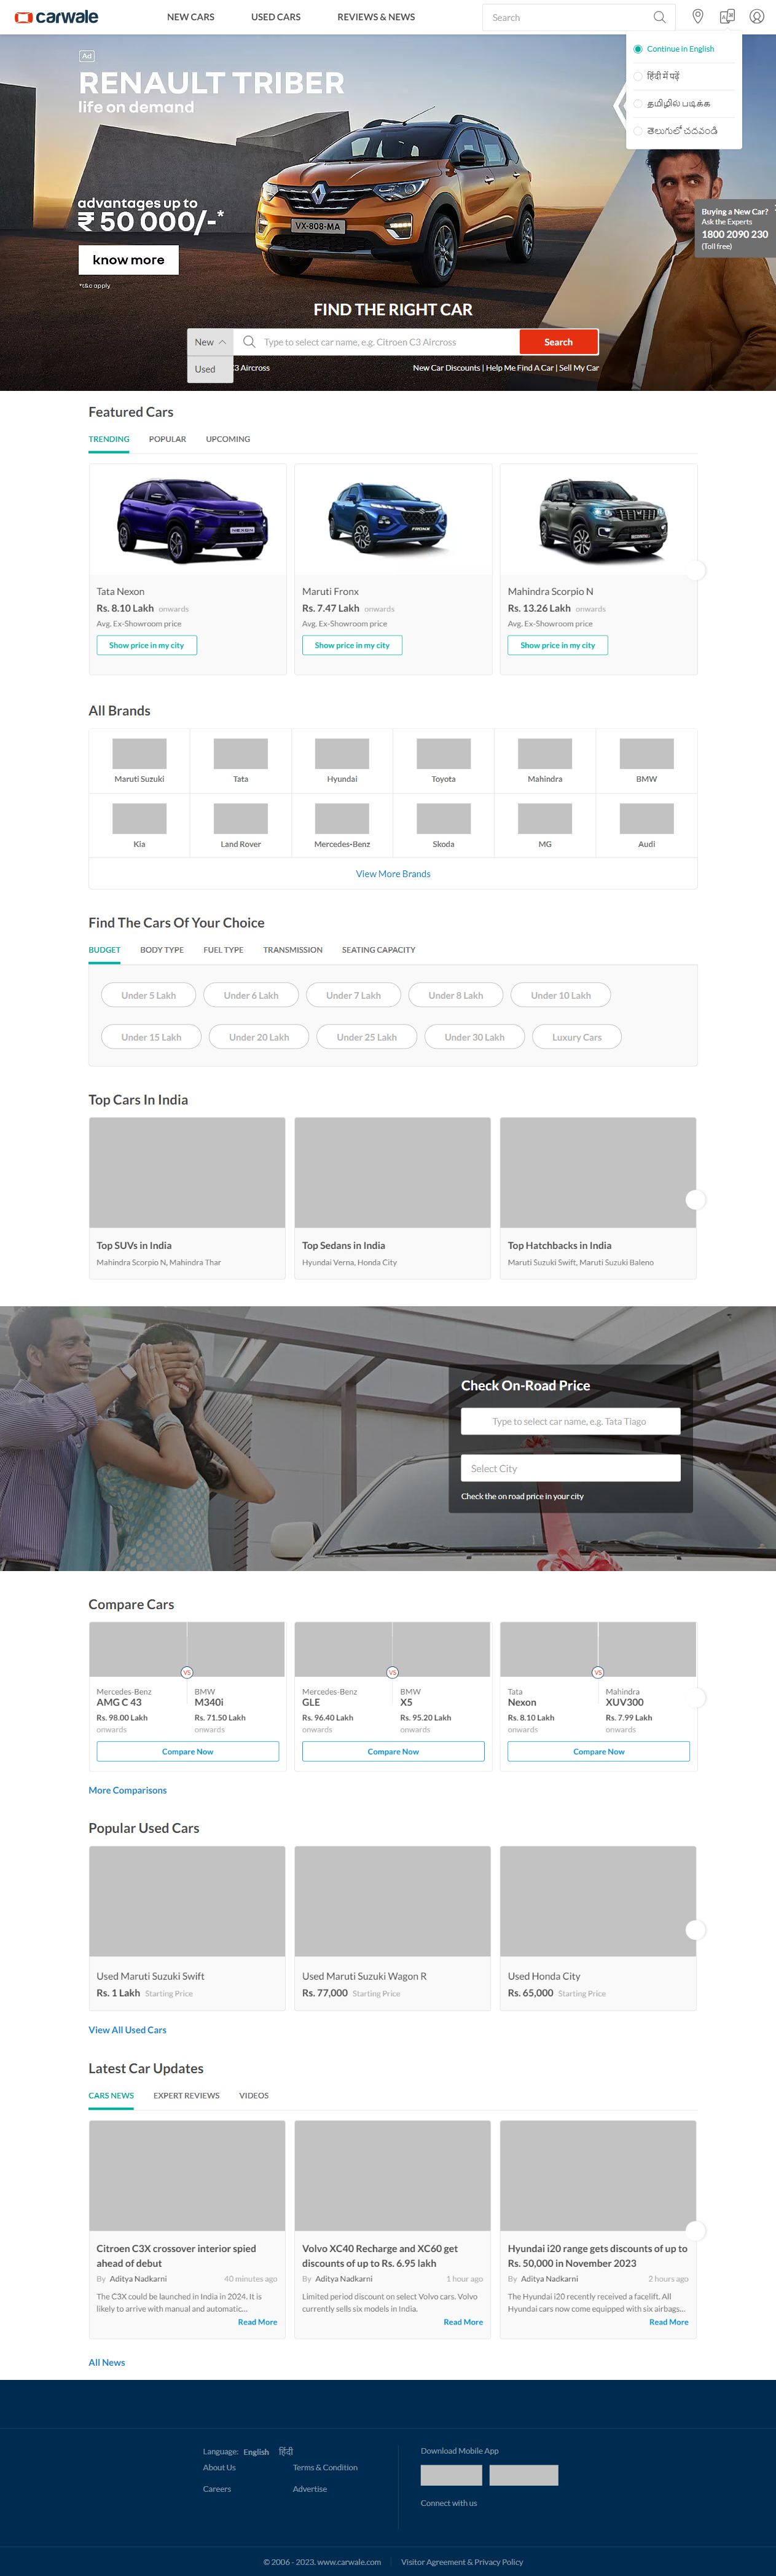 carwale
NEW CARS
USED CARS
REVIEWS & NEWS
Search
Continue in English
हिंदी में पढ़ें
தமிழில் படிக்க
తెలుగులో చదవండి
Ad
RENAULT TRIBER
life on demand
advantages up to
₹ 50 000/-*
know more
*t&c apply
VX-808-MA
Buying a New Car?
Ask the Experts
1800 2090 230
(Toll free)
FIND THE RIGHT CAR
New
Type to select car name, e.g. Citroen C3 Aircross
Search
Used
C3 Aircross
New Car Discounts | Help Me Find A Car | Sell My Car
Featured Cars
TRENDING
POPULAR
UPCOMING
NEXON
Tata Nexon
Rs. 8.10 Lakh onwards
Avg. Ex-Showroom price
Show price in my city
Maruti Fronx
Rs. 7.47 Lakh onwards
Avg. Ex-Showroom price
Show price in my city
Mahindra Scorpio N
Rs. 13.26 Lakh onwards
Avg. Ex-Showroom price
Show price in my city
All Brands
Maruti Suzuki
Tata
Hyundai
Toyota
Mahindra
BMW
Kia
Land Rover
Mercedes-Benz
Skoda
MG
Audi
View More Brands
Find The Cars Of Your Choice
BUDGET
BODY TYPE
FUEL TYPE
TRANSMISSION
SEATING CAPACITY
Under 5 Lakh
Under 6 Lakh
Under 7 Lakh
Under 8 Lakh
Under 10 Lakh
Under 15 Lakh
Under 20 Lakh
Under 25 Lakh
Under 30 Lakh
Luxury Cars
Top Cars In India
Top SUVs in India
Mahindra Scorpio N, Mahindra Thar
Top Sedans in India
Hyundai Verna, Honda City
Top Hatchbacks in India
Maruti Suzuki Swift, Maruti Suzuki Baleno
Check On-Road Price
Type to select car name, e.g. Tata TIago
Select City
Check the on road price in your city
Compare Cars
VS
Mercedes-Benz
AMG C 43
Rs. 98.00 Lakh
onwards
BMW
M340i
Rs. 71.50 Lakh
onwards
Compare Now
VS
Mercedes-Benz
GLE
Rs. 96.40 Lakh
onwards
BMW
X5
Rs. 95.20 Lakh
onwards
Compare Now
VS
Tata
Nexon
Rs. 8.10 Lakh
onwards
Mahindra
XUV300
Rs. 7.99 Lakh
onwards
Compare Now
More Comparisons
Popular Used Cars
Used Maruti Suzuki Swift
Rs. 1 Lakh Starting Price
Used Maruti Suzuki Wagon R
Rs. 77,000 Starting Price
Used Honda City
Rs. 65,000 Starting Price
View All Used Cars
Latest Car Updates
CARS NEWS
EXPERT REVIEWS
VIDEOS
Citroen C3X crossover interior spied
ahead of debut
By Aditya Nadkarni
40 minutes ago
The C3X could be launched in India in 2024. It is
likely to arrive with manual and automatic...
Read More
Volvo XC40 Recharge and XC60 get
discounts of up to Rs. 6.95 lakh
By Aditya Nadkarni
1 hour ago
Limited period discount on select Volvo cars. Volvo
currently sells six models in India.
Read More
Hyundai i20 range gets discounts of up to
Rs. 50,000 in November 2023
By Aditya Nadkarni
2 hours ago
The Hyundai i20 recently received a facelift. All
Hyundai cars now come equipped with six airbags...
Read More
All News
Language: English हिंदी
About Us
Terms & Condition
Careers
Advertise
Download Mobile App
Connect with us
© 2006 - 2023. www.carwale.com
Visitor Agreement & Privacy Policy